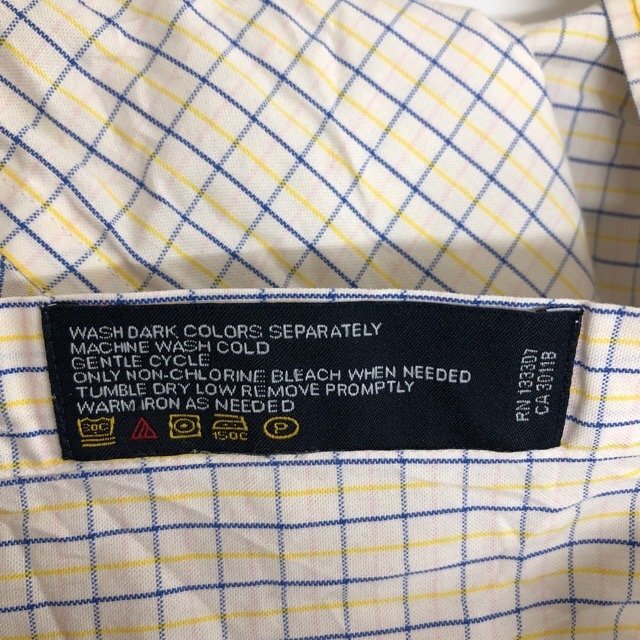 WASH DARK COLORS SEPARATELY
MACHINE WASH COLD
GENTLE CYCLE
ONLY NON-CHLORINE BLEACH WHEN NEEDED
TUMBLE DRY LOW REMOVE PROMPTLY
WARM IRON AS NEEDED
30C
150C
P
RN 133307
CA 30118